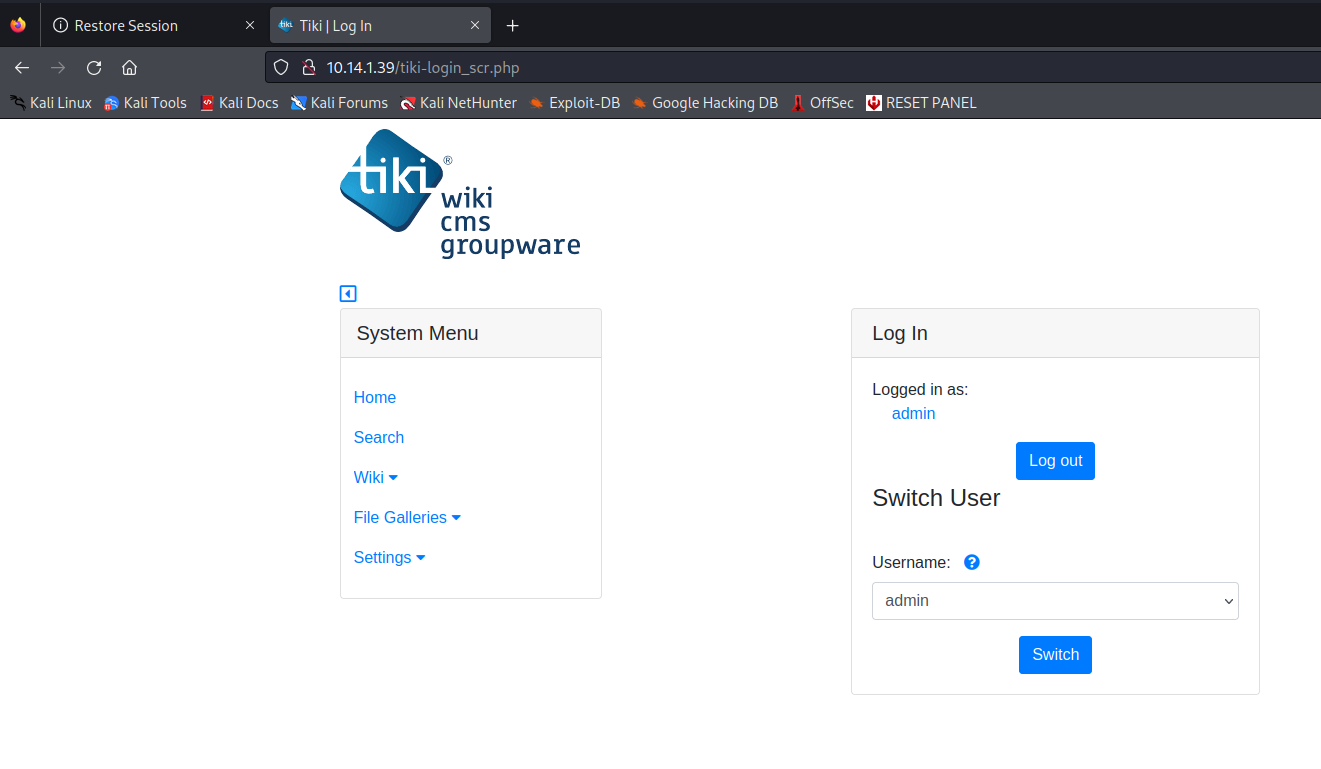 Restore Session
Tiki | Log In
10.14.1.39/tiki-login_scr.php
Kali Linux Kali Tools Kali Docs Kali Forums Kali NetHunter Exploit-DB Google Hacking DB OffSec RESET PANEL
tiki®
wiki
cms
groupware
System Menu
Home
Search
Wiki
File Galleries
Settings
Log In
Logged in as:
admin
Log out
Switch User
Username:
admin
Switch